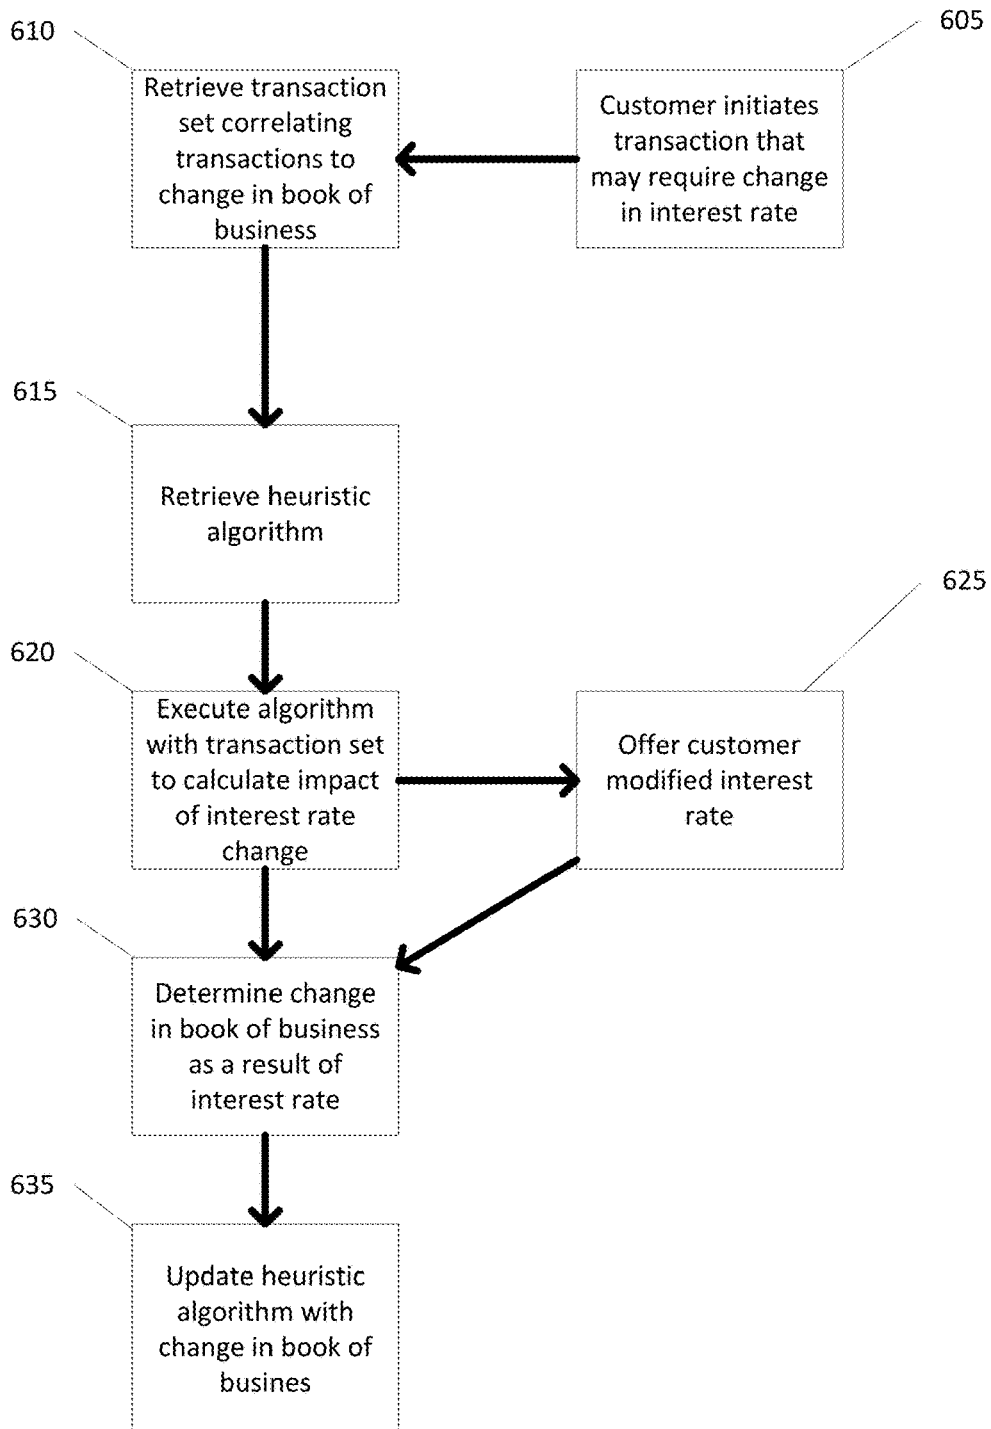 610
605
Retrieve transaction
set correlating
transactions to
change in book of
business
Customer initiates
transaction that
may require change
in interest rate
615
Retrieve heuristic
algorithm
625
620
Execute algorithm
with transaction set
to calculate impact
of interest rate
change
Offer customer
modified interest
rate
630
Determine change
in book of business
as a result of
interest rate
635
Update heuristic
algorithm with
change in book of
busines